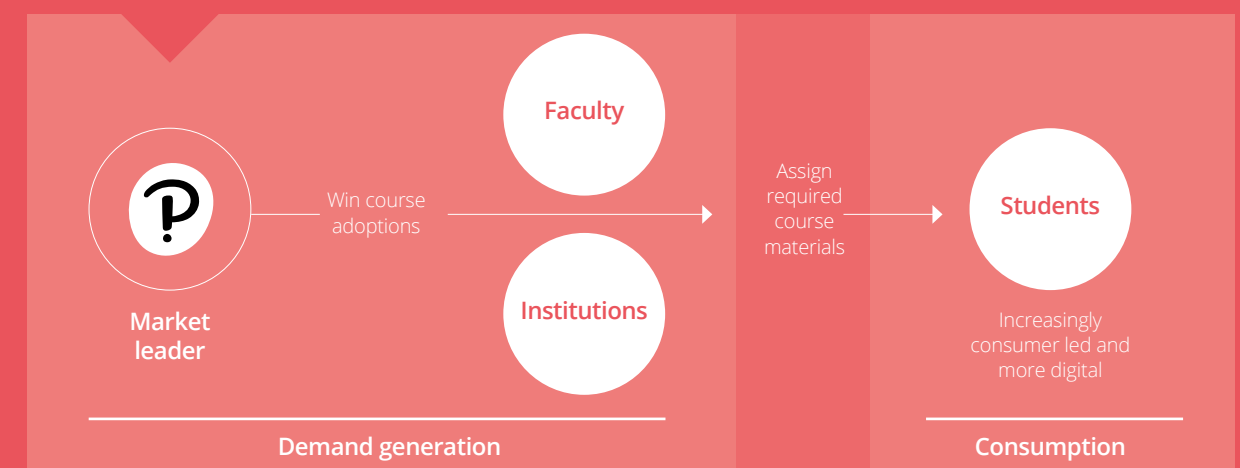 Market
leader
Win course
adoptions
Faculty
Institutions
Demand generation
Assign
required
course
materials
Students
Increasingly
consumer led and
more digital
Consumption